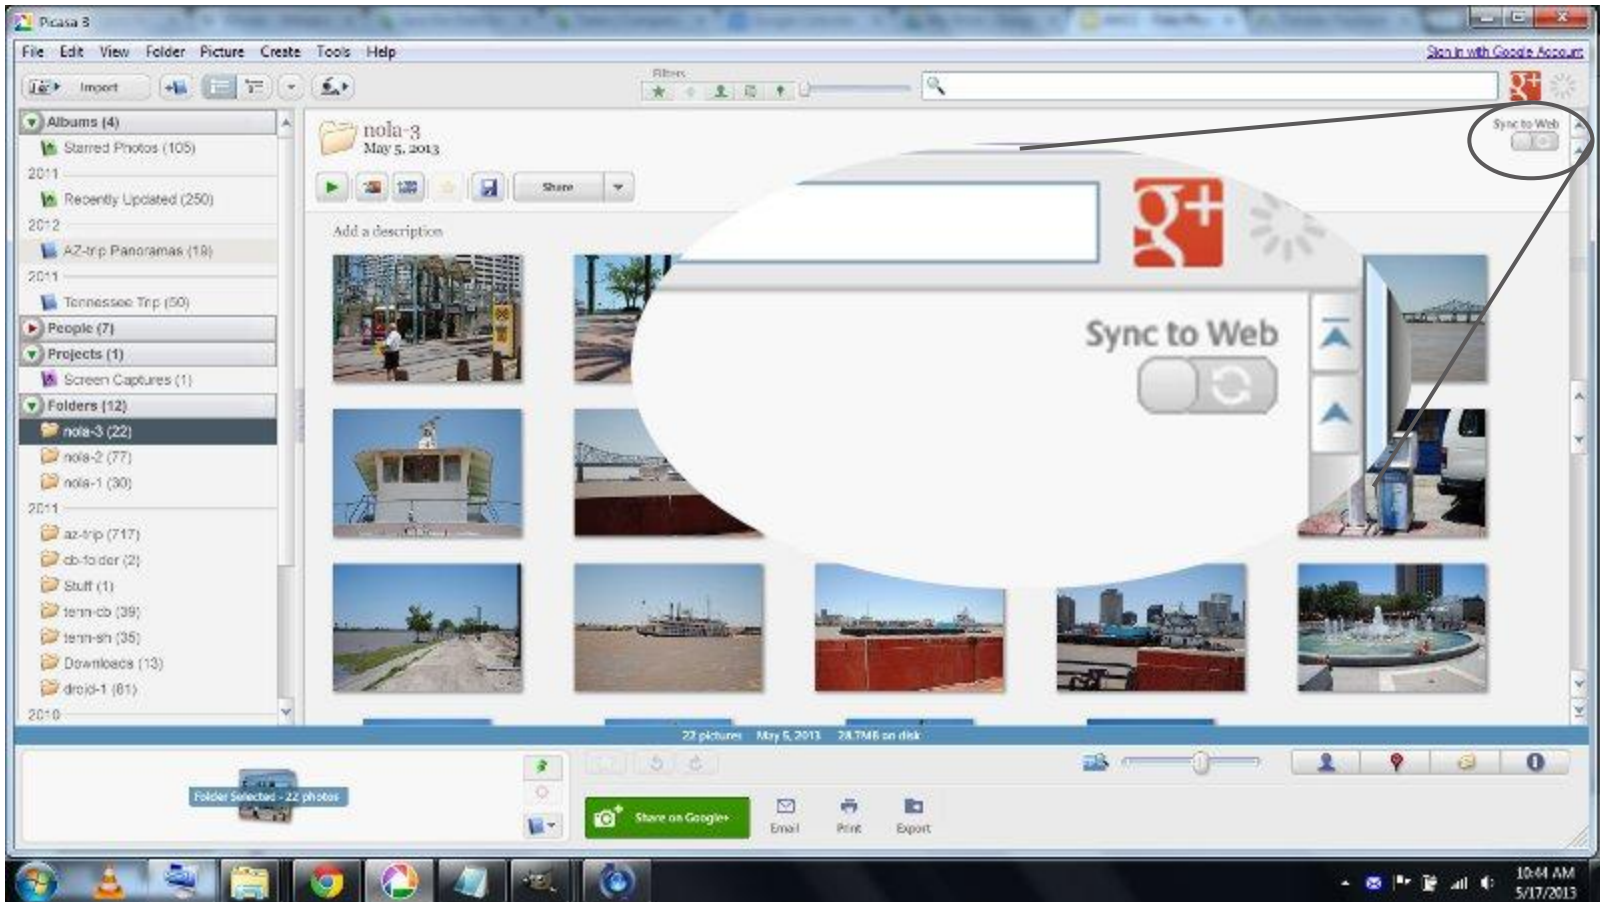 Picasa 3
File Edit View Folder Picture Create Tools Help
Sign in with Google Account
Import
Filters
g+
Albums (4)
Starred Photos (105)
2011
Recently Updated (250)
2012
AZ-trip Panoramas (19)
2011
Tennessee Trip (50)
People (7)
Projects (1)
Screen Captures (1)
Folders (12)
nola-3 (22)
nola-2 (77)
nola-1 (30)
2011
az-trip (717)
cb-folder (2)
Stuff (1)
tenn-cb (39)
tenn-sh (35)
Downloads (13)
droid-1 (81)
2010
nola-3
May 5, 2013
Sync to Web
Share
Add a description
g+
Sync to Web
22 pictures May 5, 2013 28.7MB on disk
Folder Selected - 22 photos
Share on Google+
Email
Print
Export
10:44 AM
5/17/2013